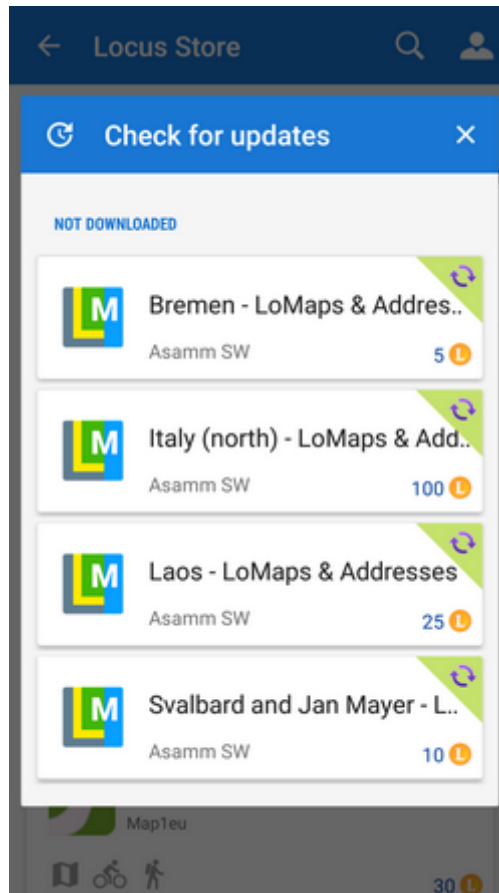 Locus Store
Check for updates
NOT DOWNLOADED
M
Bremen - LoMaps & Addres..
Asamm SW
5 L
M
Italy (north) - LoMaps & Add..
Asamm SW
100 L
M
Laos - LoMaps & Addresses
Asamm SW
25 L
M
Svalbard and Jan Mayer - L..
Asamm SW
10 L
Map1eu
30 L